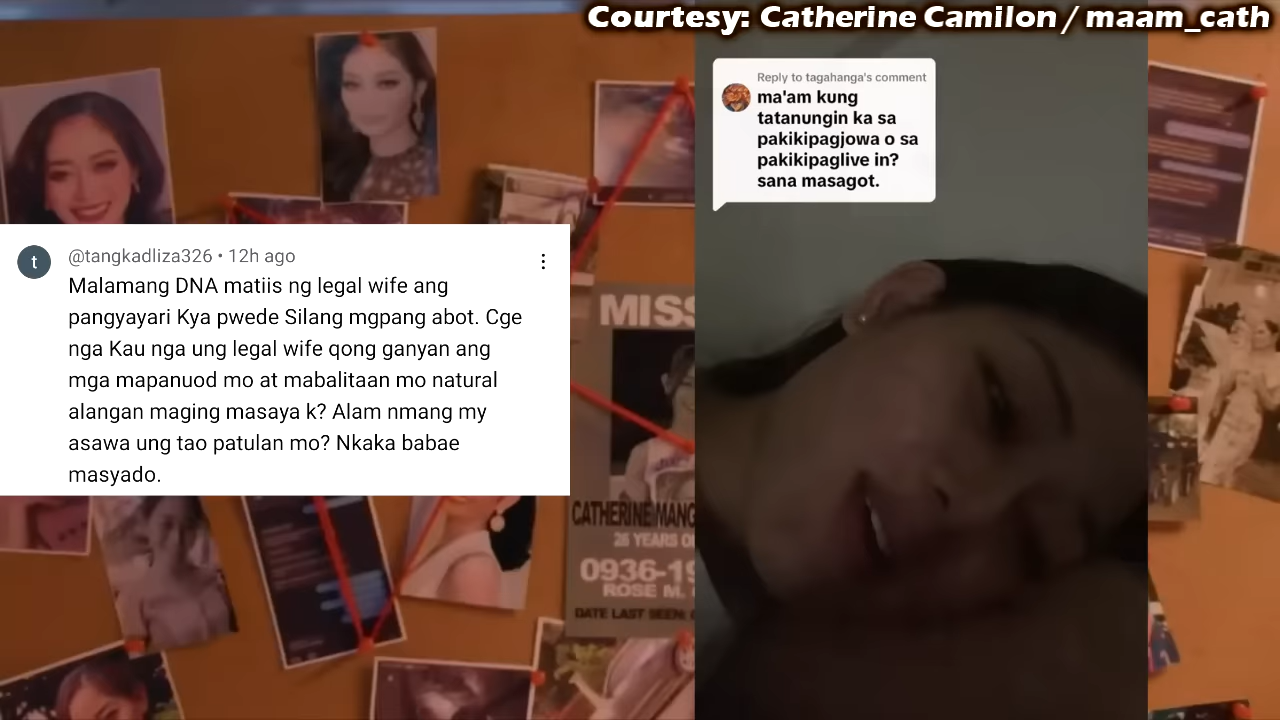 Courtesy: Catherine Camilon / maam_cath
Reply to tagahanga's comment
ma'am kung
tatanungin ka sa
pakikipagjowa o sa
pakikipaglive in?
sana masagot.
t
@tangkadliza326 • 12h ago
Malamang DNA matiis ng legal wife ang
pangyayari Kya pwede Silang mgpang abot. Cge
nga Kau nga ung legal wife qong ganyan ang
mga mapanuod mo at mabalitaan mo natural
alangan maging masaya k? Alam nmang my
asawa ung tao patulan mo? Nkaka babae
masyado.
MISS
CATHERINE MANG
26 YEARS O
0936-19
ROSE M.
DATE LAST SEEN: